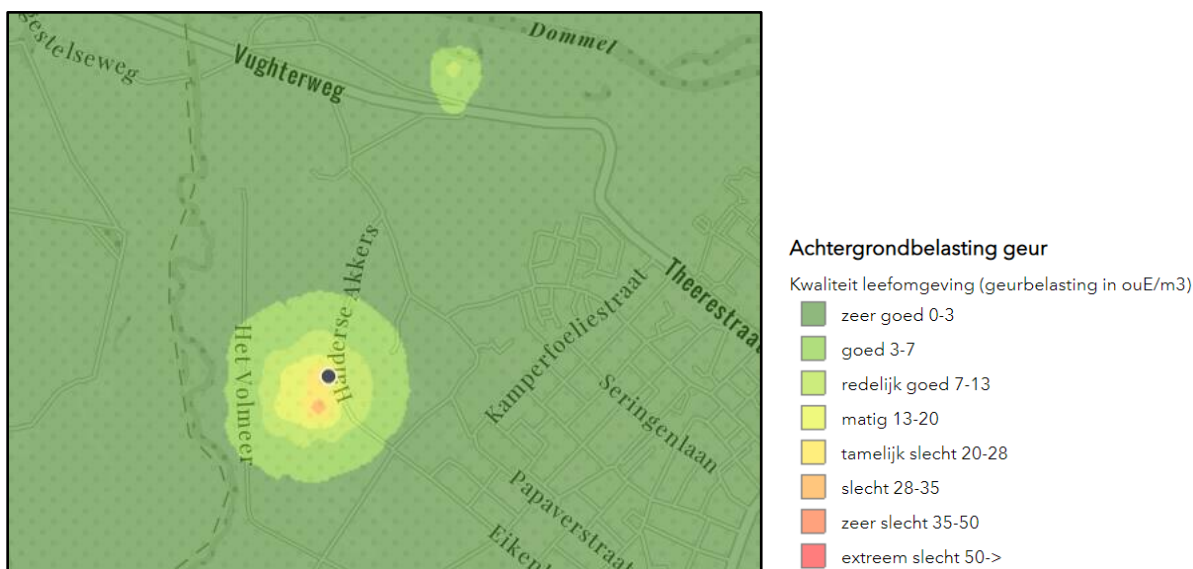 gestelseweg
Vughterweg
Dommel
Halderse Akkers
Het Volmeer
Kamperfoeliestraat
Theerestraat
Seringenlaan
Papaverstraat
Achtergrondbelasting geur
Kwaliteit leefomgeving (geurbelasting in ouE/m3)
zeer goed 0-3
goed 3-7
redelijk goed 7-13
matig 13-20
tamelijk slecht 20-28
slecht 28-35
zeer slecht 35-50
extreem slecht 50->